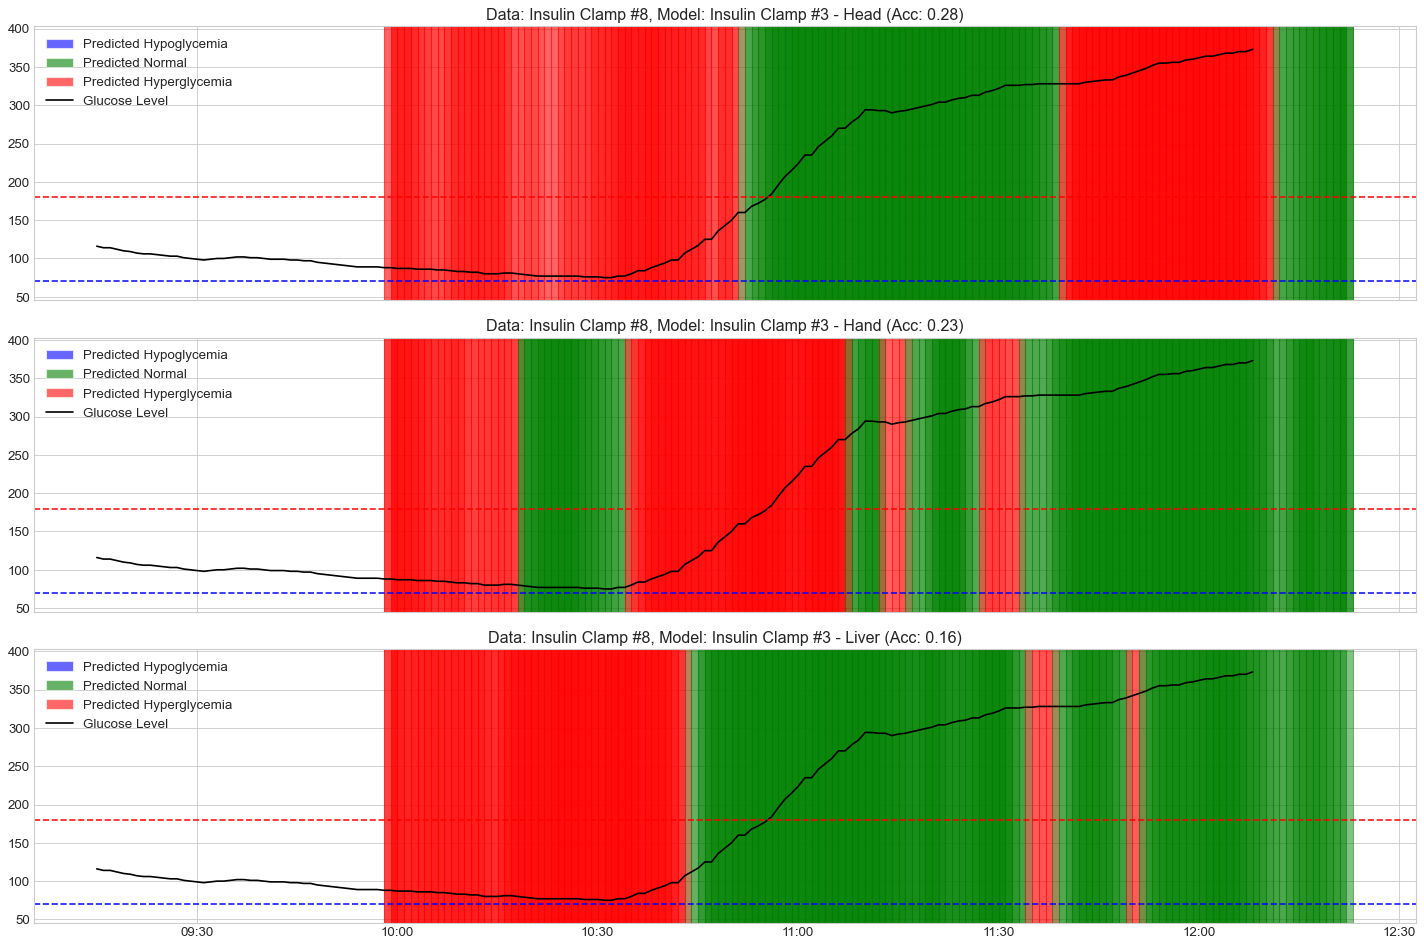 Data: Insulin Clamp #8, Model: Insulin Clamp #3 - Head (Acc: 0.28)
400
350
300
250
200
150
100
50
Predicted Hypoglycemia
Predicted Normal
Predicted Hyperglycemia
Glucose Level
Data: Insulin Clamp #8, Model: Insulin Clamp #3 - Hand (Acc: 0.23)
400
350
300
250
200
150
100
50
Predicted Hypoglycemia
Predicted Normal
Predicted Hyperglycemia
Glucose Level
Data: Insulin Clamp #8, Model: Insulin Clamp #3 - Liver (Acc: 0.16)
400
350
300
250
200
150
100
50
Predicted Hypoglycemia
Predicted Normal
Predicted Hyperglycemia
Glucose Level
09:30 10:00 10:30 11:00 11:30 12:00 12:30